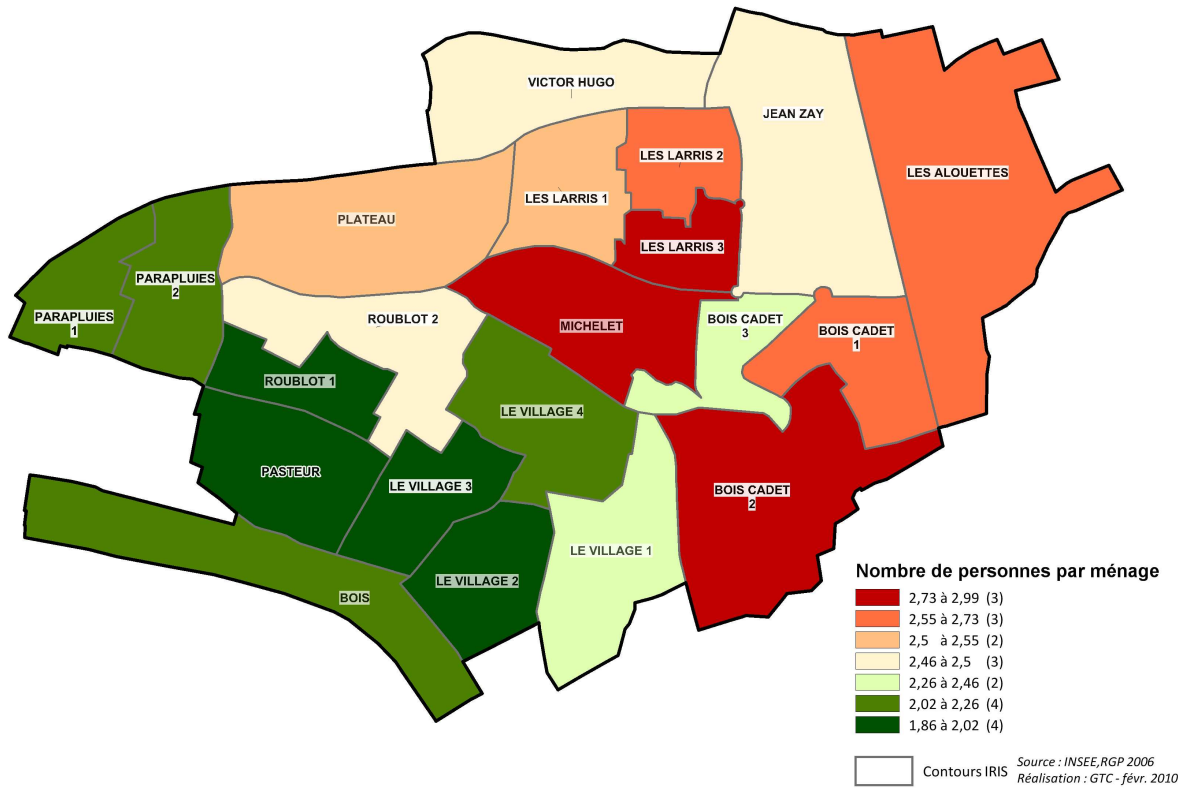 VICTOR HUGO
JEAN ZAY
LES LARRIS 2
LES ALOUETTES
LES LARRIS 1
PLATEAU
LES LARRIS 3
PARAPLUIES
2
PARAPLUIES
1
ROUBLOT 2
MICHELET
BOIS CADET
3
BOIS CADET
1
ROUBLOT 1
LE VILLAGE 4
PASTEUR
LE VILLAGE 3
BOIS CADET
2
LE VILLAGE 1
LE VILLAGE 2
BOIS
Nombre de personnes par ménage
2,73 à 2,99 (3)
2,55 à 2,73 (3)
2,5 à 2,55 (2)
2,46 à 2,5 (3)
2,26 à 2,46 (2)
2,02 à 2,26 (4)
1,86 à 2,02 (4)
Contours IRIS
Source : INSEE,RGP 2006
Réalisation : GTC - févr. 2010